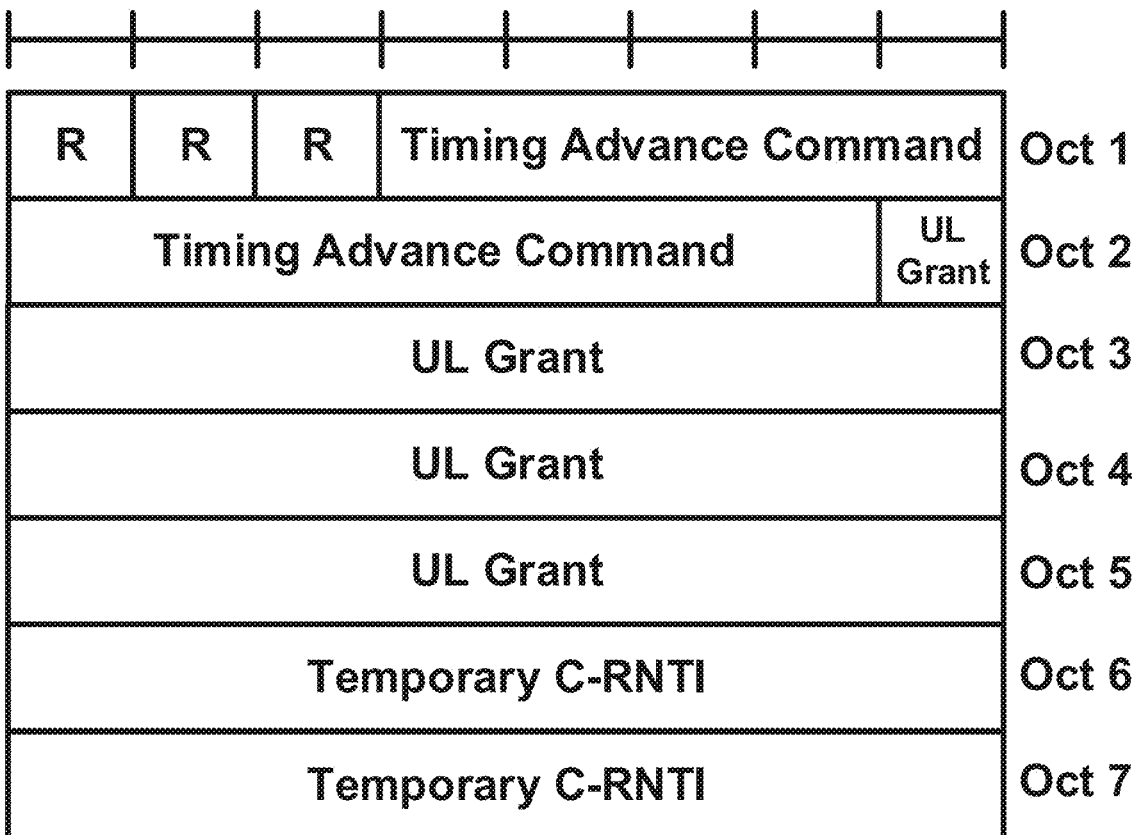 R R R Timing Advance Command Oct 1
Timing Advance Command UL Grant Oct 2
UL Grant Oct 3
UL Grant Oct 4
UL Grant Oct 5
Temporary C-RNTI Oct 6
Temporary C-RNTI Oct 7